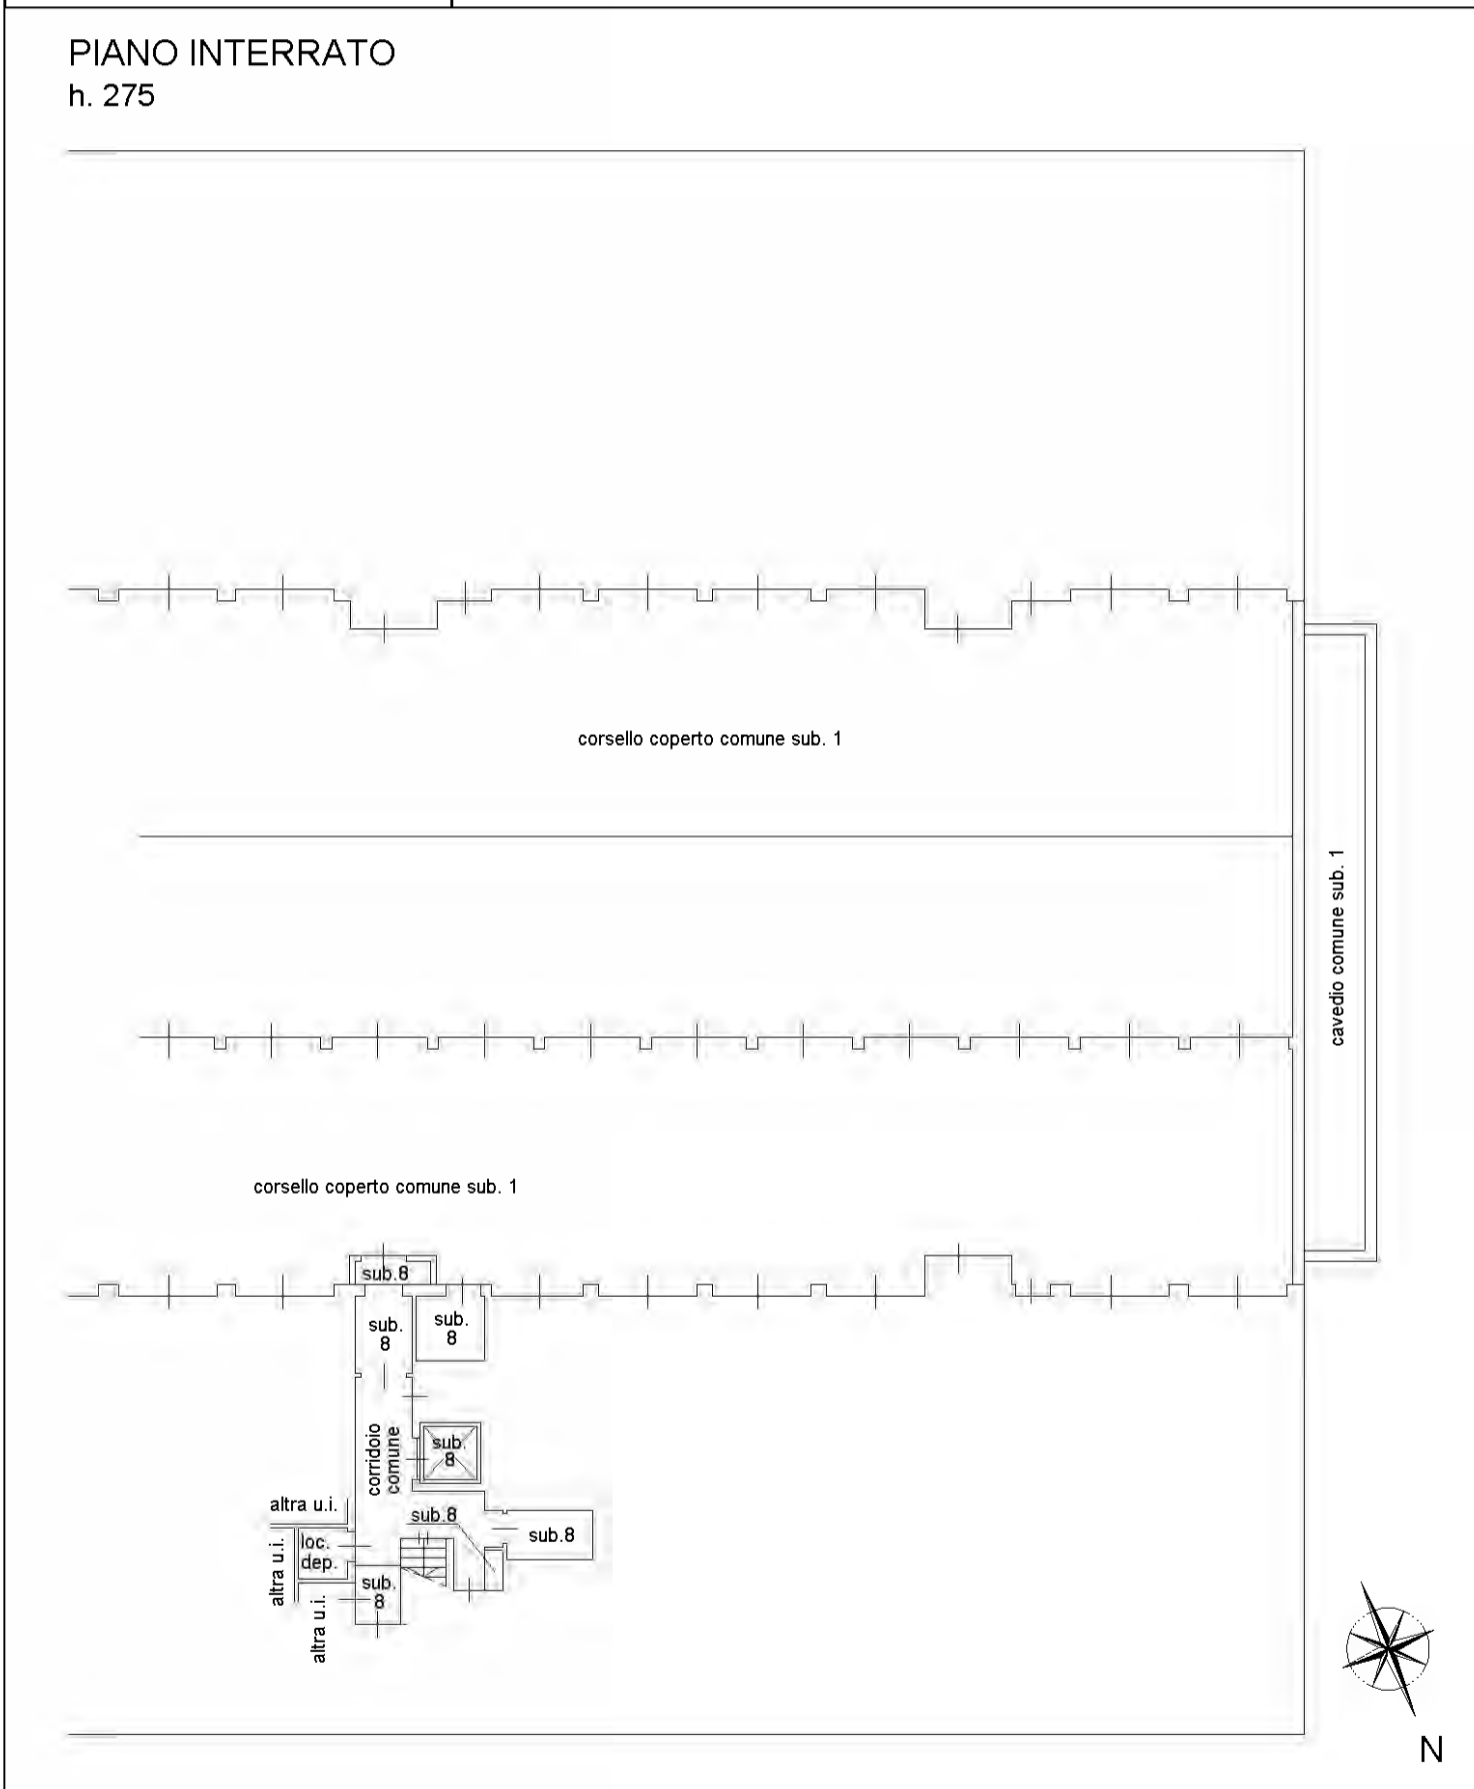 PIANO INTERRATO
h. 275
corsello coperto comune sub. 1
cavedio comune sub. 1
corsello coperto comune sub. 1
sub.8
sub.
8
sub.
8
corridoio
comune
sub.
8
altra u.i.
sub.8
sub.8
loc.
dep.
altra u.i.
sub.
8
altra u.i.
N